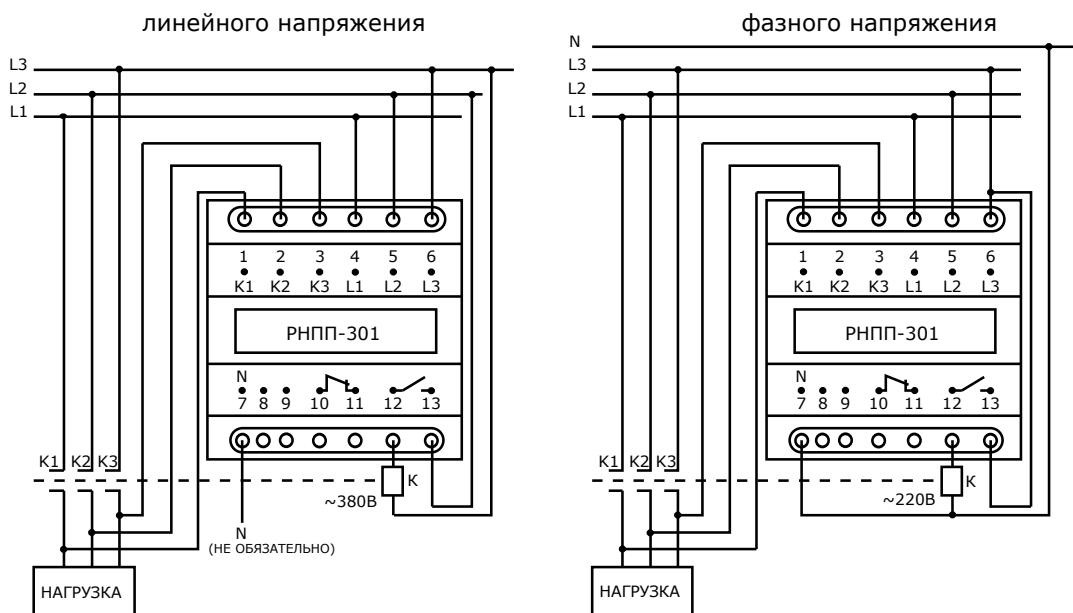 линейного напряжения
L3
L2
L1
1 2 3 4 5 6
K1 K2 K3 L1 L2 L3
РНПП-301
N
7 8 9 10 11 12 13
K1 K2 K3
K
~380В
N
(НЕ ОБЯЗАТЕЛЬНО)
НАГРУЗКА
фазного напряжения
N
L3
L2
L1
1 2 3 4 5 6
K1 K2 K3 L1 L2 L3
РНПП-301
N
7 8 9 10 11 12 13
K1 K2 K3
K
~220В
НАГРУЗКА